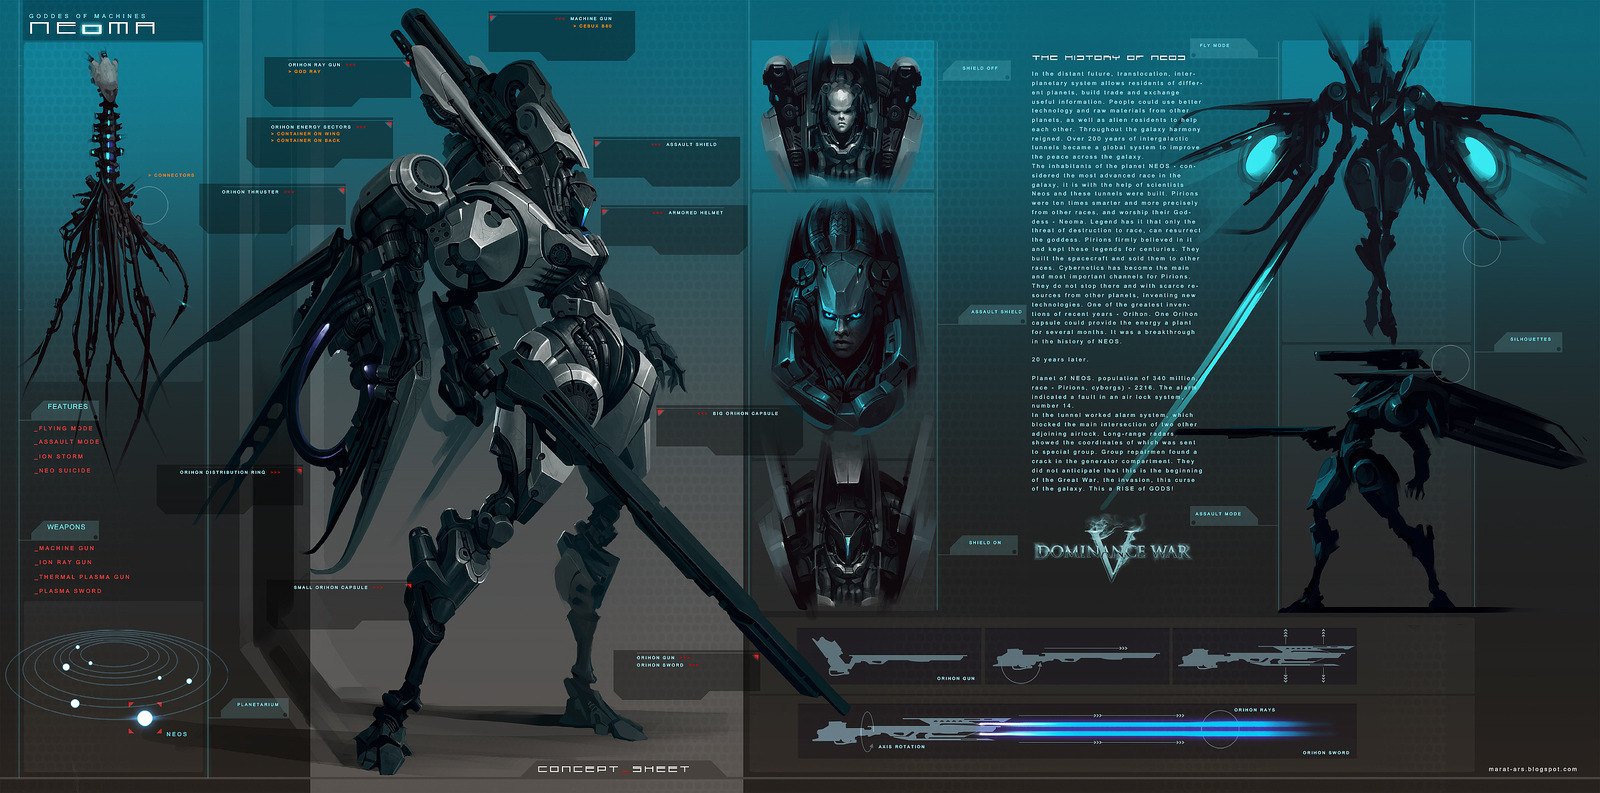 GODDES OF MACHINES
NEOMA
> CONNECTORS
FEATURES
_FLYING MODE
_ASSAULT MODE
_ION STORM
_NEO SUICIDE
WEAPONS
_MACHINE GUN
_ION RAY GUN
_THERMAL PLASMA GUN
_PLASMA SWORD
PLANETARIUM
NEOS
>>> MACHINE GUN
> CEBUX 880
ORIHON RAY GUN >>>
> GOD RAY
ORIHON ENERGY SECTORS >>>
> CONTAINER ON WING
> CONTAINER ON BACK
>>> ASSAULT SHIELD
ORIHON THRUSTER >>>
>>> ARMORED HELMET
BIG ORIHON CAPSULE
ORIHON DISTRIBUTION RING >>>
SMALL ORIHON CAPSULE >>>
ORIHON GUN >>>
ORIHON SWORD >>>
CONCEPT_SHEET
SHIELD OFF
ASSAULT SHIELD
SHIELD ON
THE HISTORY OF NEOS
In the distant future, translocation, inter-
planetary system allows residents of differ-
ent planets, build trade and exchange
useful information. People could use better
technology and raw materials from other
planets, as well as alien residents to help
each other. Throughout the galaxy harmony
reigned. Over 200 years of intergalactic
tunnels became a global system to improve
the peace across the galaxy.
The inhabitants of the planet NEOS - con-
sidered the most advanced race in the
galaxy, it is with the help of scientists
Neos and these tunnels were built. Pirions
were ten times smarter and more precisely
from other races, and worship their God-
dess - Neoma. Legend has it that only the
threat of destruction to race, can resurrect
the goddess. Pirions firmly believed in it
and kept these legends for centuries. They
built the spacecraft and sold them to other
races. Cybernetics has become the main
and most important channels for Pirions.
They do not stop there and with scarce re-
sources from other planets, inventing new
technologies. One of the greatest inven-
tions of recent years - Orihon. One Orihon
capsule could provide the energy a plant
for several months. It was a breakthrough
in the history of NEOS.
20 years later.
Planet of NEOS. population of 340 million,
race - Pirions, cyborgs) - 2216. The alarm
indicated a fault in an air lock system,
number 14.
In the tunnel worked alarm system, which
blocked the main intersection of two other
adjoining airlock. Long-range radars
showed the coordinates of which was sent
to special group. Group repairmen found a
crack in the generator compartment. They
did not anticipate that this is the beginning
of the Great War, the invasion, this curse
of the galaxy. This a RISE of GODS!
DOMINANCE WAR
V
FLY MODE
SILHOUETTES
ASSAULT MODE
ORIHON GUN
ORIHON RAYS
AXIS ROTATION
ORIHON SWORD
marat-ars.blogspot.com